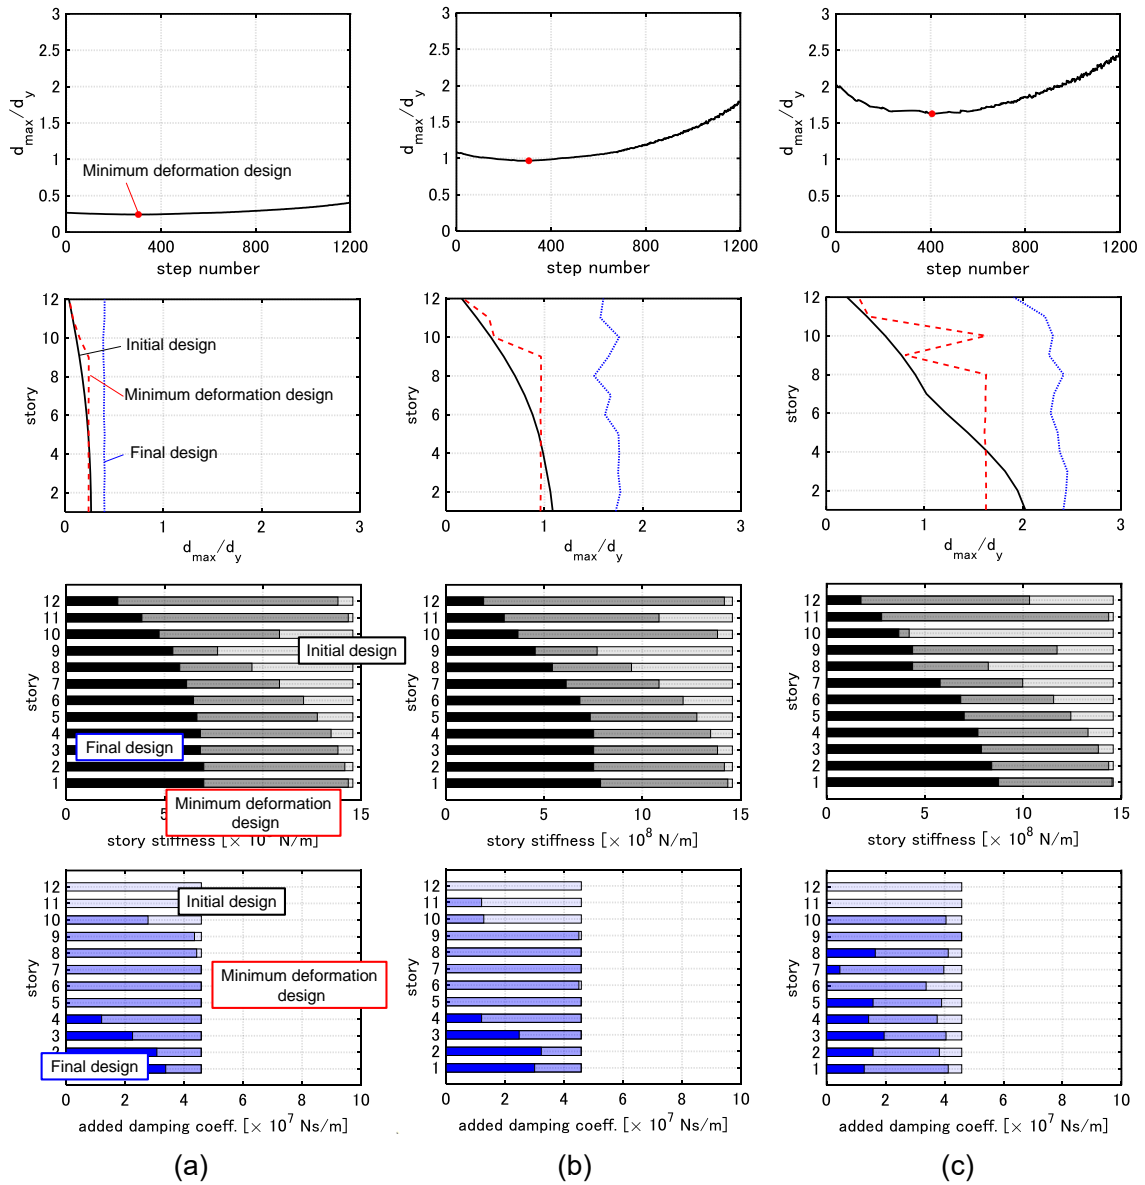 3
2.5
2
1.5
1
0.5
0
d_max/d_y
Minimum deformation design
0 400 800 1200
step number
3
2.5
2
1.5
1
0.5
0
d_max/d_y
0 400 800 1200
step number
3
2.5
2
1.5
1
0.5
0
d_max/d_y
0 400 800 1200
step number
12
10
8
6
4
2
story
Initial design
Minimum deformation design
Final design
0 1 2 3
d_max/d_y
12
10
8
6
4
2
story
0 1 2 3
d_max/d_y
12
10
8
6
4
2
story
0 1 2 3
d_max/d_y
12
11
10
9
8
7
6
5
4
3
2
1
story
Initial design
Final design
Minimum deformation
design
0 5 15
story stiffness [× 10 N/m]
12
11
10
9
8
7
6
5
4
3
2
1
story
0 5 10 15
story stiffness [× 10^8 N/m]
12
11
10
9
8
7
6
5
4
3
2
1
story
0 5 10 15
story stiffness [× 10^8 N/m]
12
11
10
9
8
7
6
5
4
3
2
story
Initial design
Minimum deformation
design
Final design
0 2 4 6 8 10
added damping coeff. [× 10^7 Ns/m]
12
11
10
9
8
7
6
5
4
3
2
1
story
0 2 4 6 8 10
added damping coeff. [× 10^7 Ns/m]
12
11
10
9
8
7
6
5
4
3
2
1
story
0 2 4 6 8 10
added damping coeff. [× 10^7 Ns/m]
(a) (b) (c)